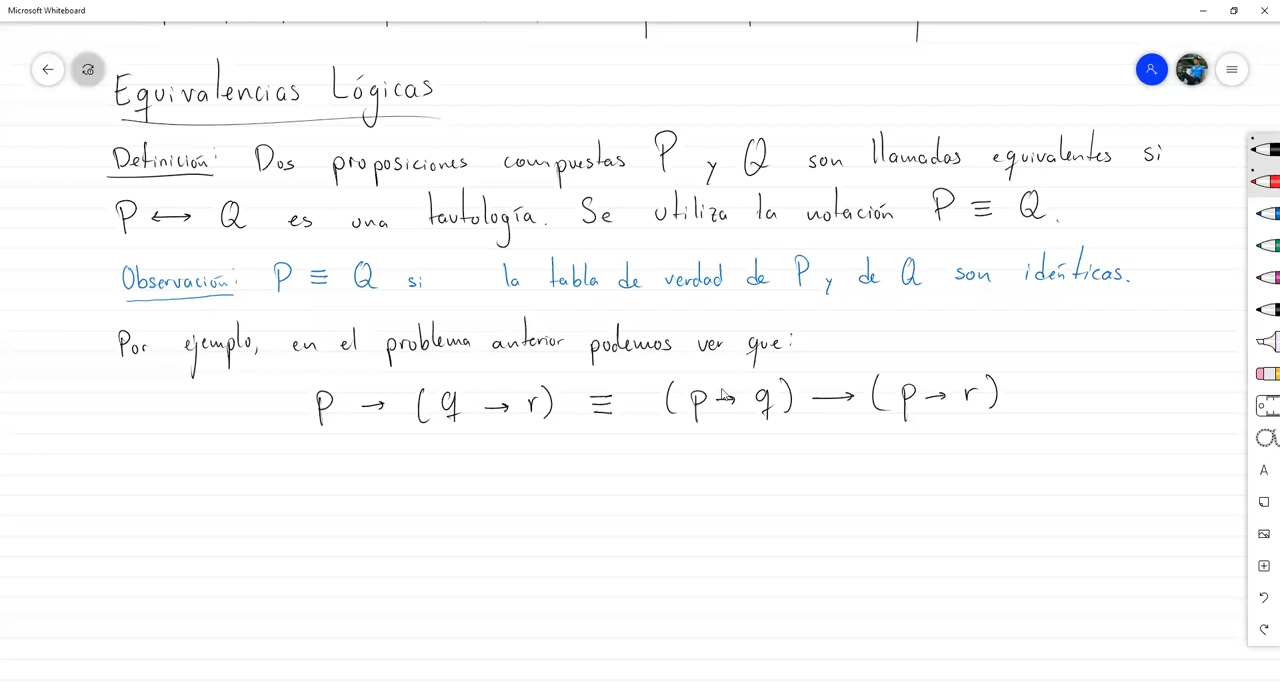 Microsoft Whiteboard
Equivalencias Lógicas
Definición: Dos proposiciones compuestas P y Q son llamadas equivalentes si
P ⟷ Q es una tautología. Se utiliza la notación P ≡ Q.
Observación: P ≡ Q si la tabla de verdad de P y de Q son idénticas.
Por ejemplo, en el problema anterior podemos ver que:
p → (q → r) ≡ (p → q) → (p → r)
A